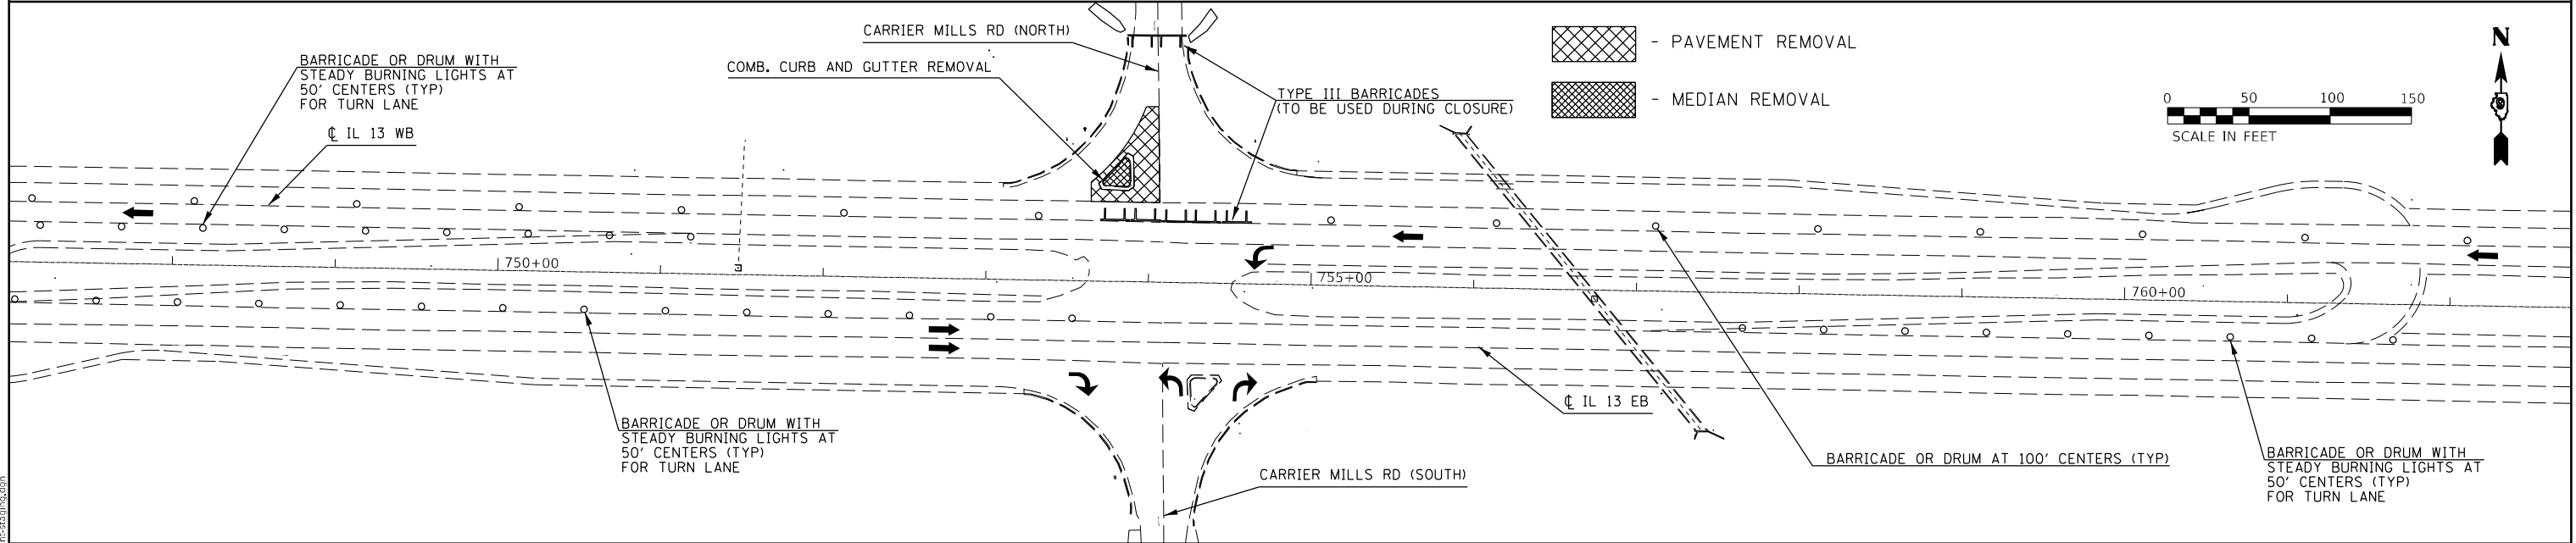 BARRICADE OR DRUM WITH
STEADY BURNING LIGHTS AT
50' CENTERS (TYP)
FOR TURN LANE
℄ IL 13 WB
CARRIER MILLS RD (NORTH)
COMB. CURB AND GUTTER REMOVAL
TYPE III BARRICADES
(TO BE USED DURING CLOSURE)
- PAVEMENT REMOVAL
- MEDIAN REMOVAL
0 50 100 150
SCALE IN FEET
N
750+00
755+00
760+00
BARRICADE OR DRUM WITH
STEADY BURNING LIGHTS AT
50' CENTERS (TYP)
FOR TURN LANE
℄ IL 13 EB
CARRIER MILLS RD (SOUTH)
BARRICADE OR DRUM AT 100' CENTERS (TYP)
BARRICADE OR DRUM WITH
STEADY BURNING LIGHTS AT
50' CENTERS (TYP)
FOR TURN LANE